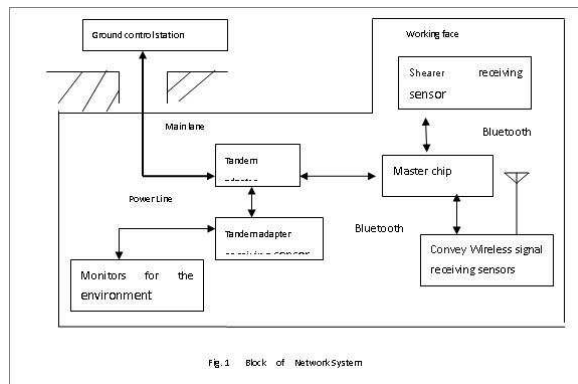 Ground control station
Working face
Shearer receiving
sensor
Main lane
Bluetooth
Tandem
Master chip
Power Line
Tandem adapter
Bluetooth
Convey Wireless signal
receiving sensors
Monitors for the
environment
Fig. 1 Block of Network System